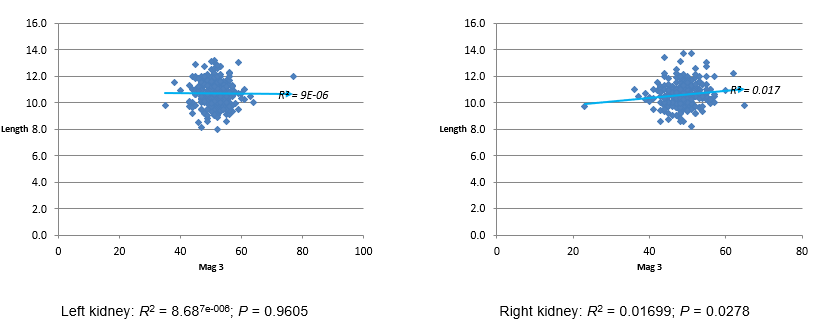 16.0
14.0
12.0
10.0
8.0
6.0
4.0
2.0
0.0
Length
R² = 9E-06
0 20 40 60 80 100
Mag 3
Left kidney: R² = 8.687e-006; P = 0.9605
16.0
14.0
12.0
10.0
8.0
6.0
4.0
2.0
0.0
Length
R² = 0.017
0 20 40 60 80
Mag 3
Right kidney: R² = 0.01699; P = 0.0278